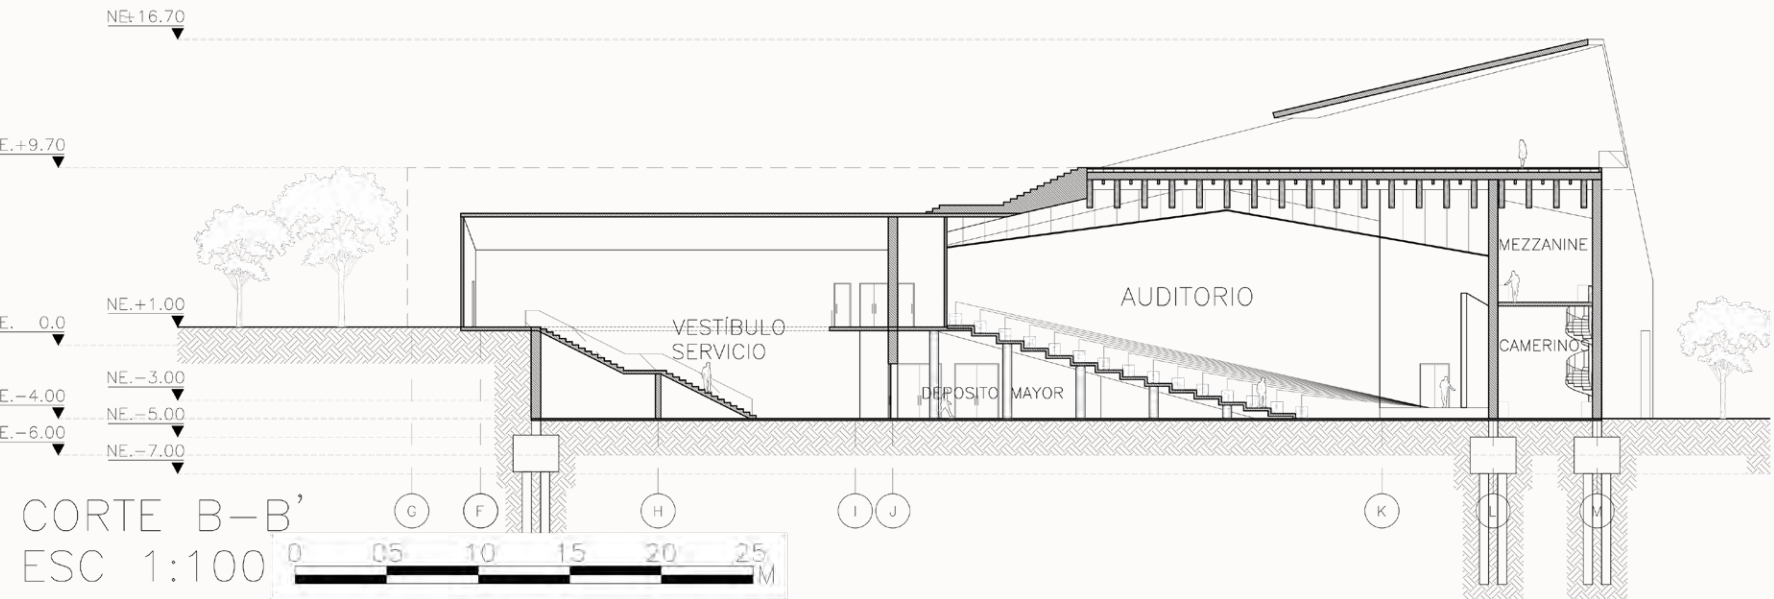 NE+16.70
E.+9.70
NE.+1.00
E. 0.0
NE.-3.00
E.-4.00
NE.-5.00
E.-6.00
NE.-7.00
MEZZANINE
AUDITORIO
VESTÍBULO
SERVICIO
CAMERINO
DEPOSITO MAYOR
G F H I J K L M
CORTE B-B'
ESC 1:100
0 05 10 15 20 25
M